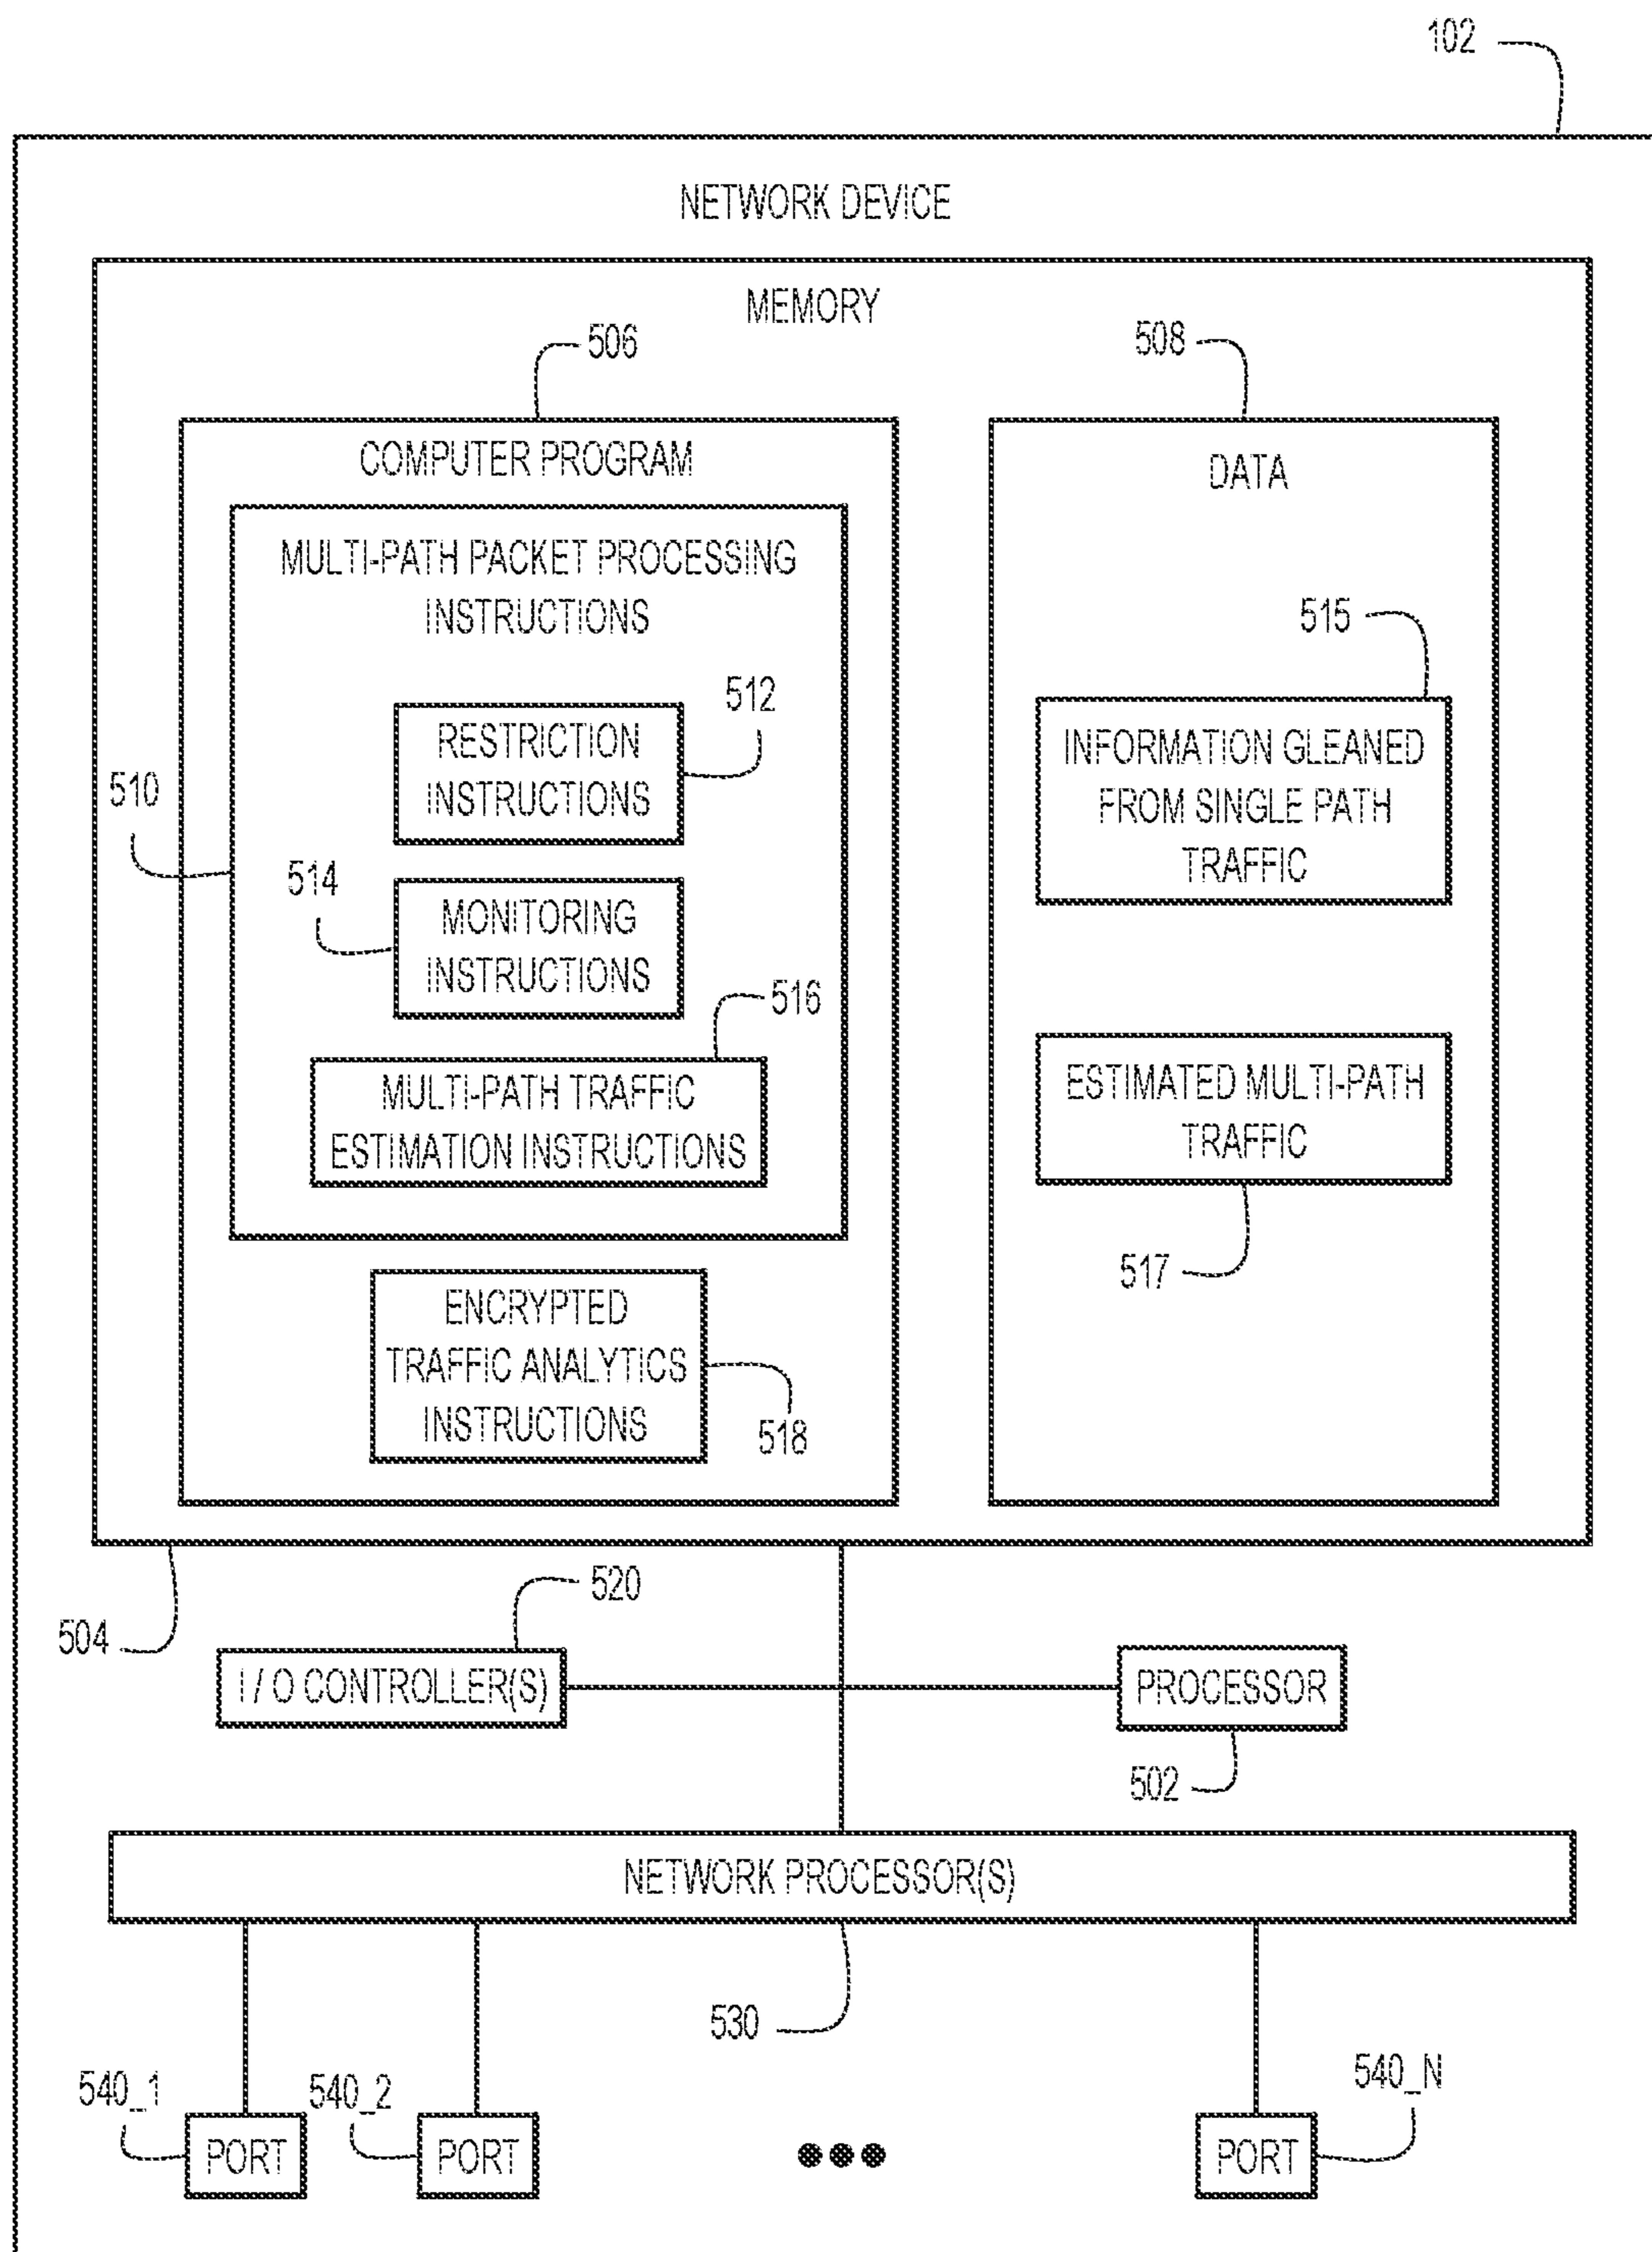 102
NETWORK DEVICE
MEMORY
506
508
COMPUTER PROGRAM
DATA
MULTI-PATH PACKET PROCESSING
INSTRUCTIONS
515
512
RESTRICTION
INSTRUCTIONS
INFORMATION GLEANED
FROM SINGLE PATH
TRAFFIC
510
514
MONITORING
INSTRUCTIONS
516
MULTI-PATH TRAFFIC
ESTIMATION INSTRUCTIONS
ESTIMATED MULTI-PATH
TRAFFIC
517
ENCRYPTED
TRAFFIC ANALYTICS
INSTRUCTIONS
518
504
520
I / O CONTROLLER(S)
PROCESSOR
502
NETWORK PROCESSOR(S)
530
540_1
540_2
540_N
PORT
PORT
PORT